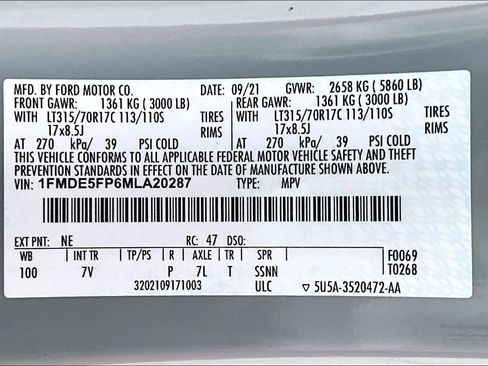 MFD. BY FORD MOTOR CO. DATE: 09/21 GVWR: 2658 KG (5860 LB)
FRONT GAWR: 1361 KG (3000 LB) REAR GAWR: 1361 KG (3000 LB)
WITH LT315/70R17C 113/110S TIRES WITH LT315/70R17C 113/110S TIRES
17x8.5J RIMS 17x8.5J RIMS
AT 270 kPa/ 39 PSI COLD AT 270 kPa/ 39 PSI COLD
THIS VEHICLE CONFORMS TO ALL APPLICABLE FEDERAL MOTOR VEHICLE SAFETY AND THEFT
PREVENTION STANDARDS IN EFFECT ON THE DATE OF MANUFACTURE SHOWN ABOVE.
VIN: 1FMDE5FP6MLA20287 TYPE: MPV
EXT PNT: NE RC: 47 DSO:
WB INT TR TP/PS R AXLE TR SPR F0069
100 7V P 7L T SSNN T0268
3202109171003 ULC ▽ 5U5A-3520472-AA